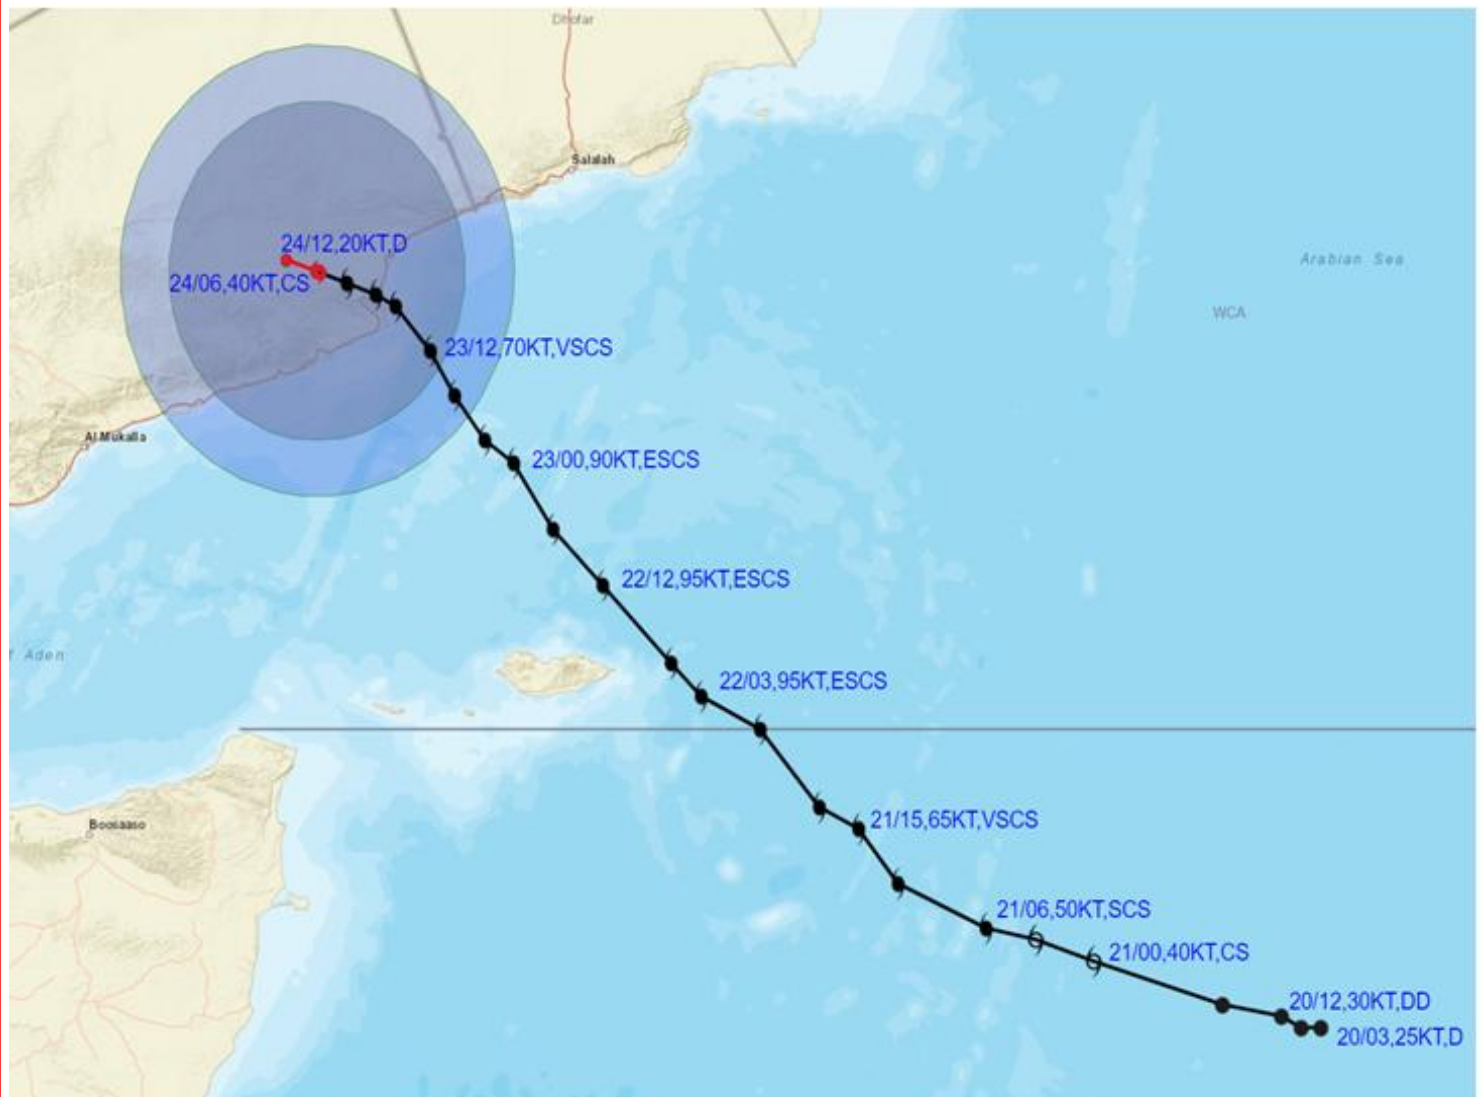 Dhofar
Salalah
24/12,20KT,D
Arabian Sea
24/06,40KT,CS
WCA
23/12,70KT,VSCS
Al Mukalla
23/00,90KT,ESCS
22/12,95KT,ESCS
Aden
22/03,95KT,ESCS
21/15,65KT,VSCS
Boosaaso
21/06,50KT,SCS
21/00,40KT,CS
20/12,30KT,DD
20/03,25KT,D